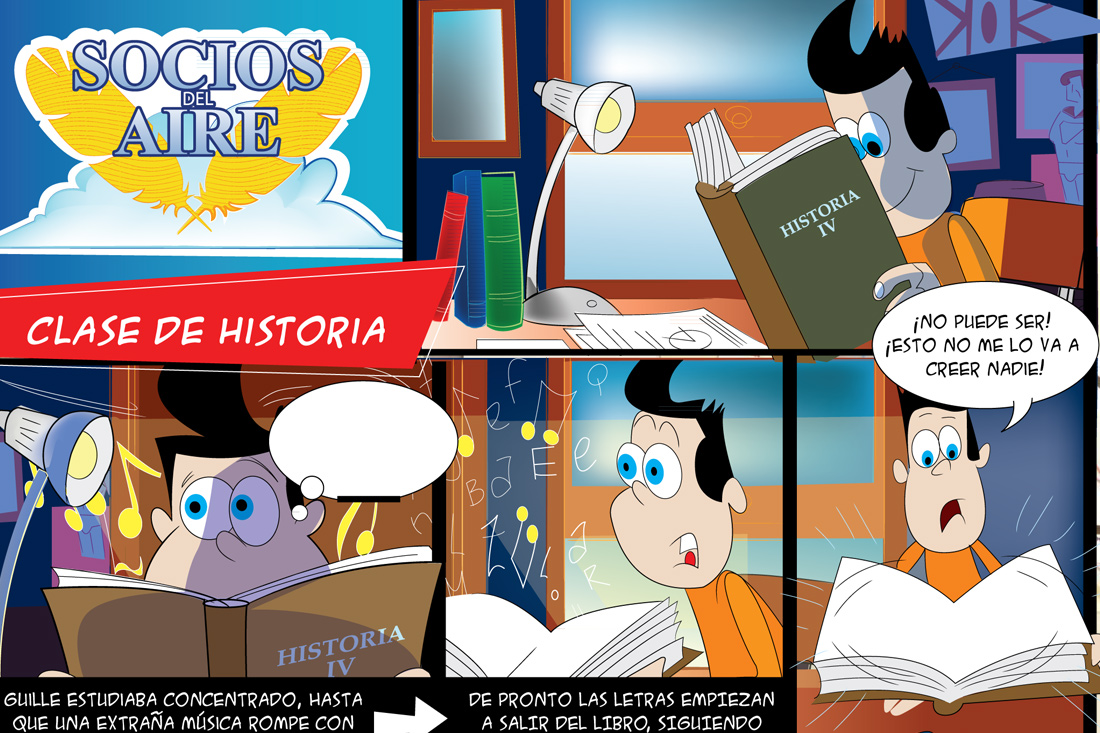 SOCIOS
DEL
AIRE
CLASE DE HISTORIA
HISTORIA
IV
¡NO PUEDE SER!
¡ESTO NO ME LO VA A
CREER NADIE!
HISTORIA
IV
GUILLE ESTUDIABA CONCENTRADO, HASTA
QUE UNA EXTRAÑA MÚSICA ROMPE CON
DE PRONTO LAS LETRAS EMPIEZAN
A SALIR DEL LIBRO, SIGUIENDO